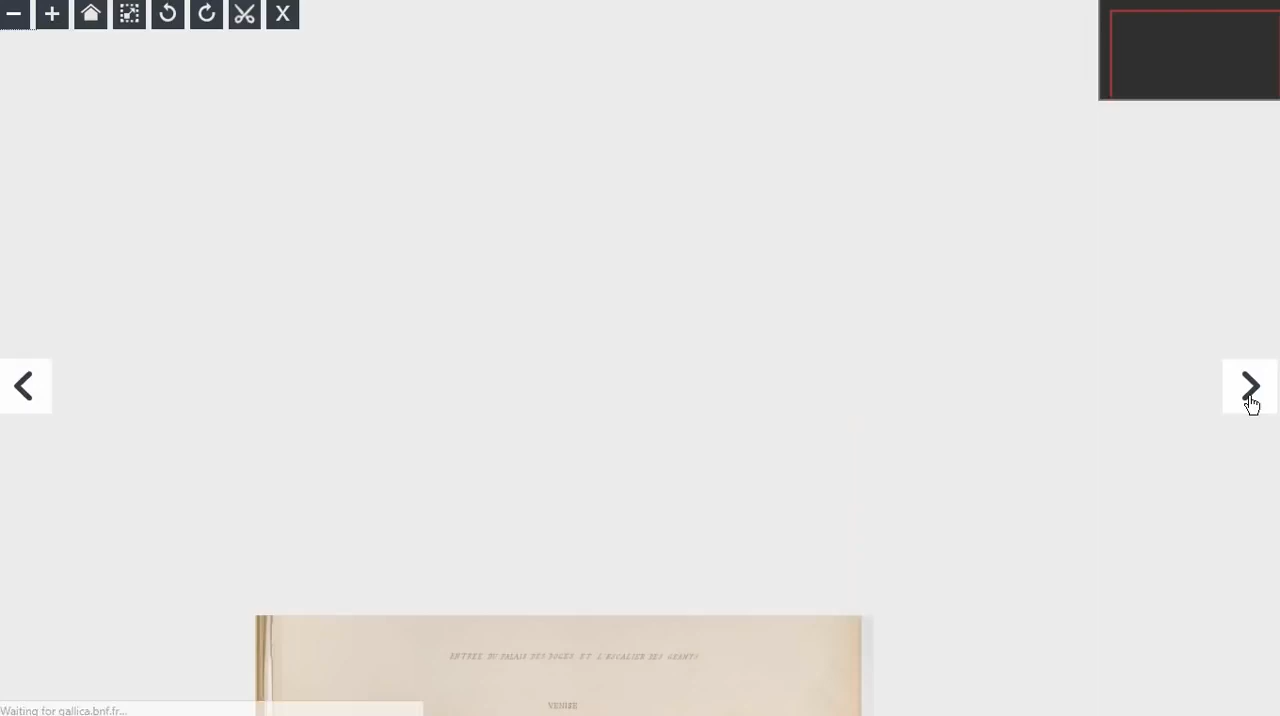 X
ENTRÉE DU PALAIS DES DOGES ET L'ESCALIER DES GÉANTS
VENISE
Waiting for gallica.bnf.fr...